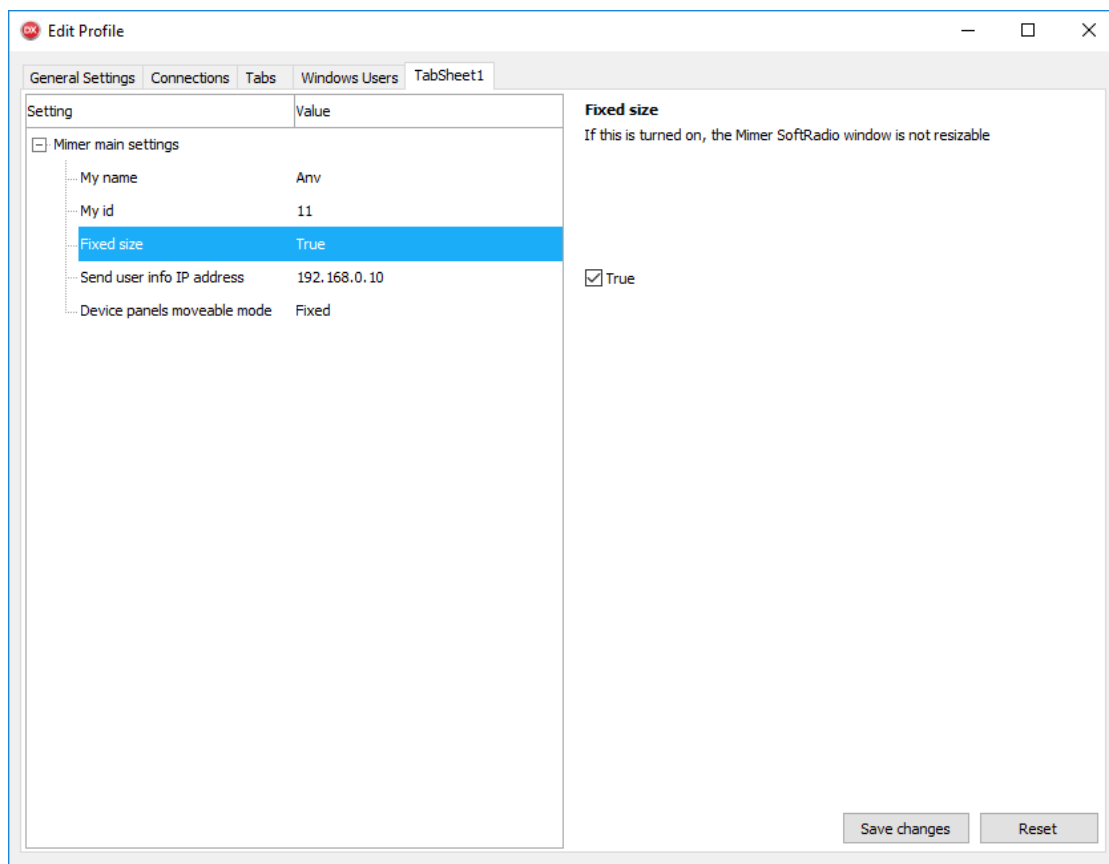 DX Edit Profile
General Settings Connections Tabs Windows Users TabSheet1
Setting Value
Mimer main settings
My name Anv
My id 11
Fixed size True
Send user info IP address 192.168.0.10
Device panels moveable mode Fixed
Fixed size
If this is turned on, the Mimer SoftRadio window is not resizable
True
Save changes Reset